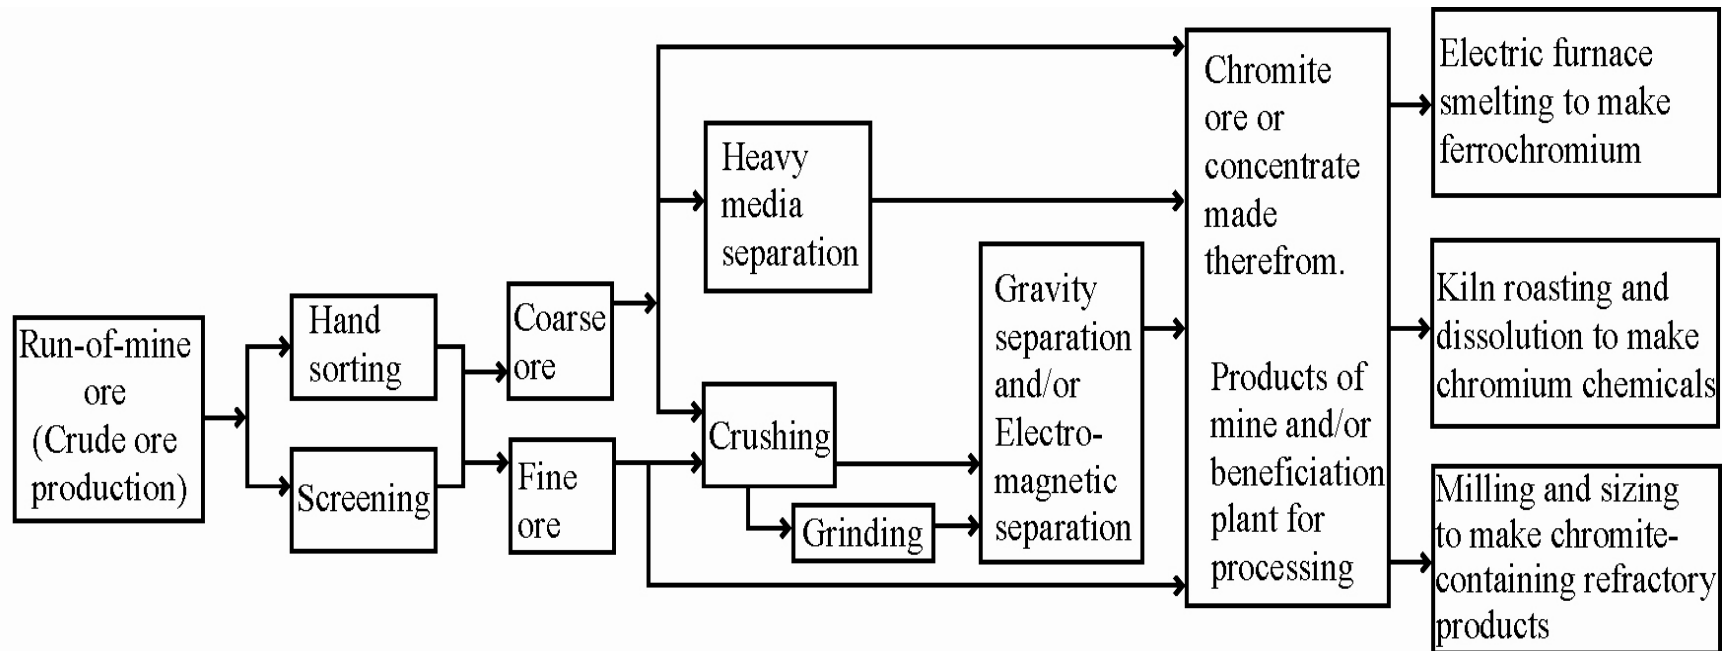 Run-of-mine
ore
(Crude ore
production)
Hand
sorting
Screening
Coarse
ore
Fine
ore
Heavy
media
separation
Crushing
Grinding
Gravity
separation
and/or
Electro-
magnetic
separation
Chromite
ore or
concentrate
made
therefrom.
Products of
mine and/or
beneficiation
plant for
processing
Electric furnace
smelting to make
ferrochromium
Kiln roasting and
dissolution to make
chromium chemicals
Milling and sizing
to make chromite-
containing refractory
products